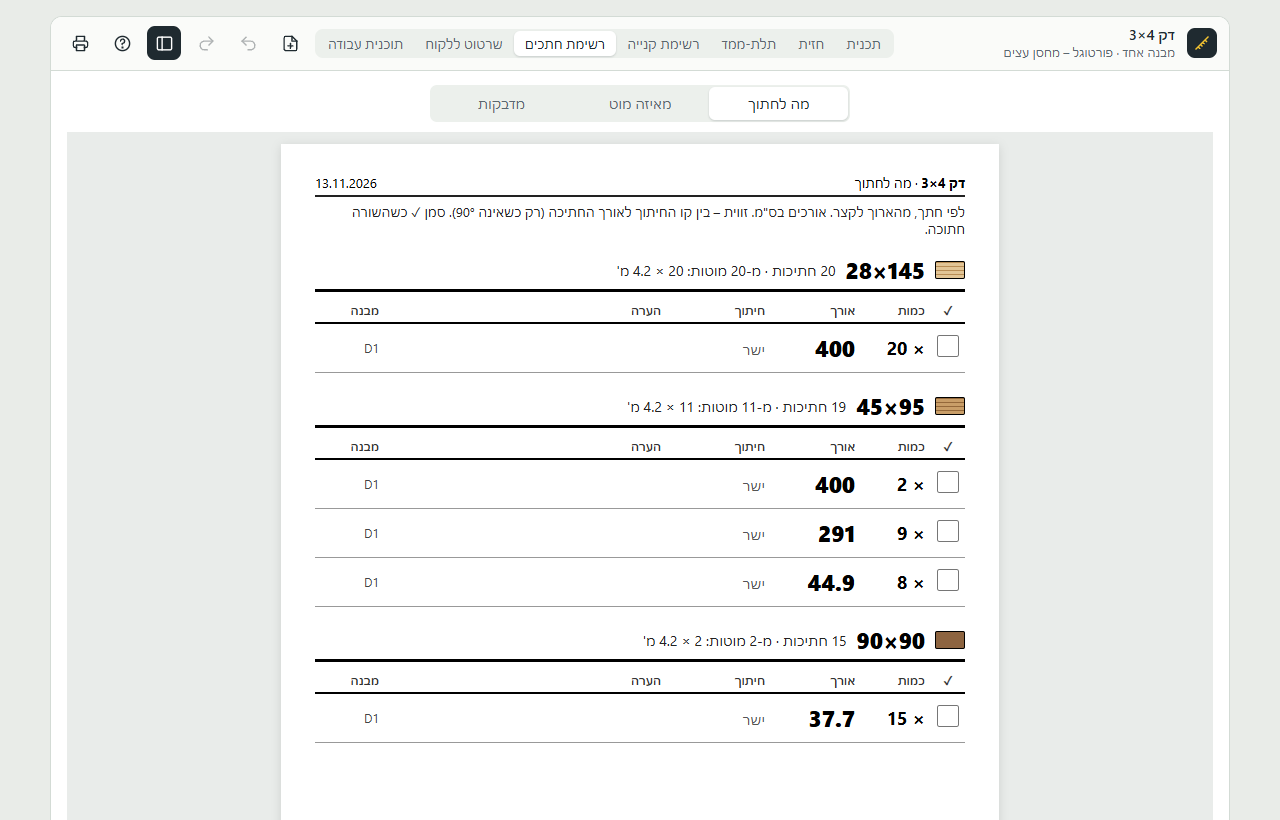 דק 4×3
מבנה אחד · פורטוגל – מחסן עצים
תכנית חזית תלת-ממד רשימת קנייה רשימת חתכים שרטוט ללקוח תוכנית עבודה
מה לחתוך מאיזה מוט מדבקות
דק 4×3 · מה לחתוך 13.11.2026
לפי חתך, מהארוך לקצר. אורכים בס"מ. זווית – בין קו החיתוך לאורך החתיכה (רק כשאינה 90°). סמן ✓ כשהשורה
חתוכה.
28×145 20 חתיכות · מ-20 מוטות: 20 × 4.2 מ'
✓ כמות אורך חיתוך הערה מבנה
20 × 400 ישר D1
45×95 19 חתיכות · מ-11 מוטות: 11 × 4.2 מ'
✓ כמות אורך חיתוך הערה מבנה
2 × 400 ישר D1
9 × 291 ישר D1
8 × 44.9 ישר D1
90×90 15 חתיכות · מ-2 מוטות: 2 × 4.2 מ'
✓ כמות אורך חיתוך הערה מבנה
15 × 37.7 ישר D1